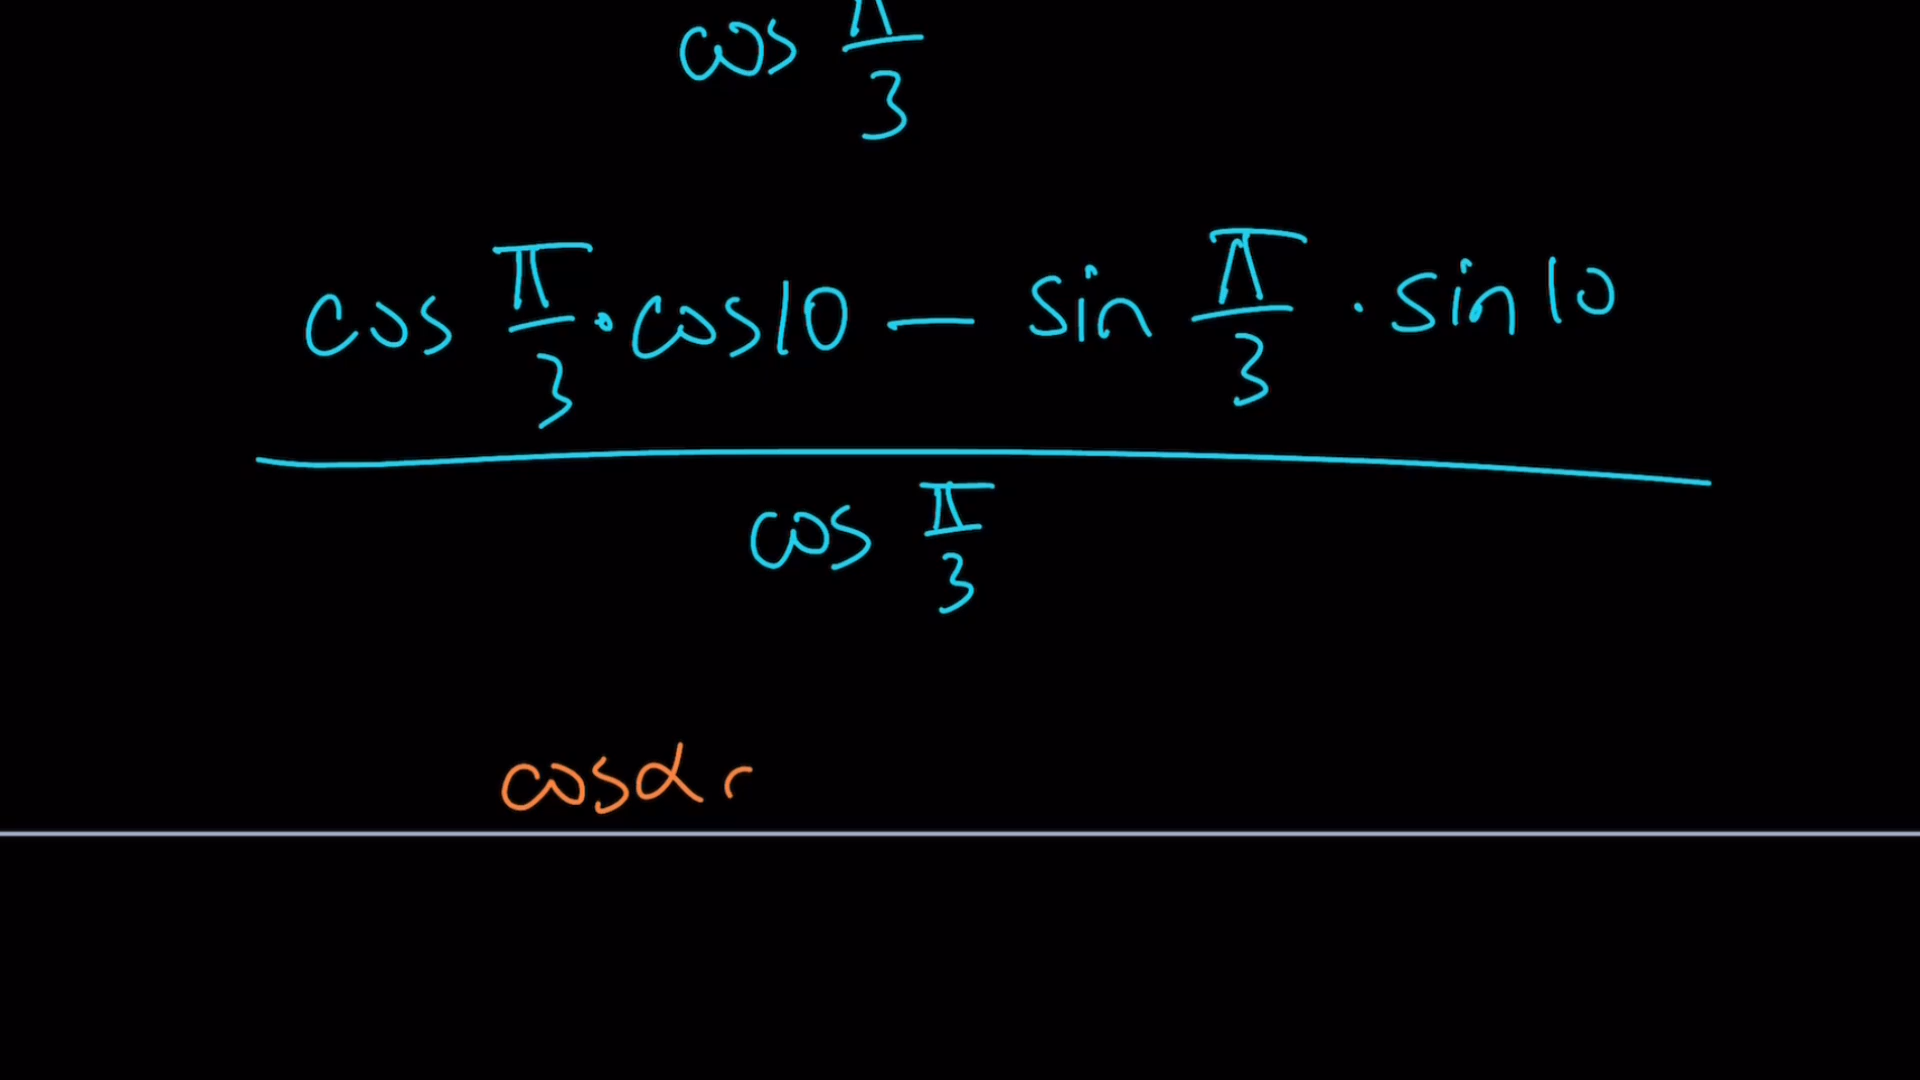 cos π/3
cos π/3 · cos10 − sin π/3 · sin10
cos π/3
cosα